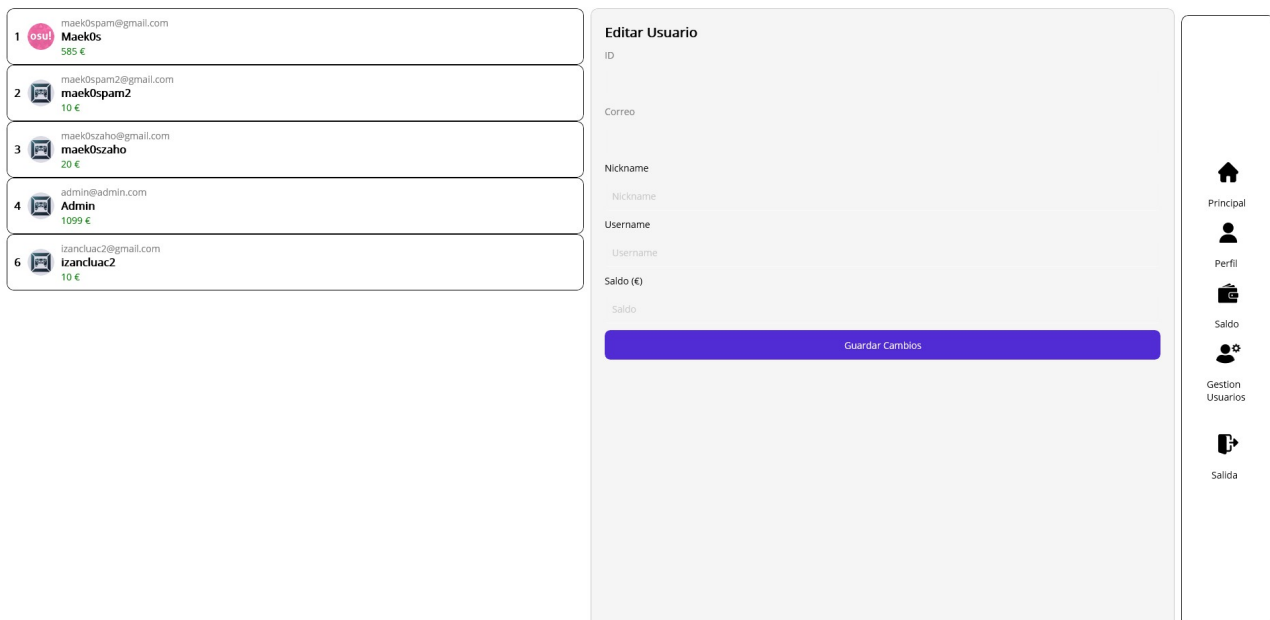 1
osu!
maek0spam@gmail.com
Maek0s
585 €
2
maek0spam2@gmail.com
maek0spam2
10 €
3
maek0szaho@gmail.com
maek0szaho
20 €
4
admin@admin.com
Admin
1099 €
6
izancluac2@gmail.com
izancluac2
10 €
Editar Usuario
ID
Correo
Nickname
Nickname
Username
Username
Saldo (€)
Saldo
Guardar Cambios
Principal
Perfil
Saldo
Gestion
Usuarios
Salida